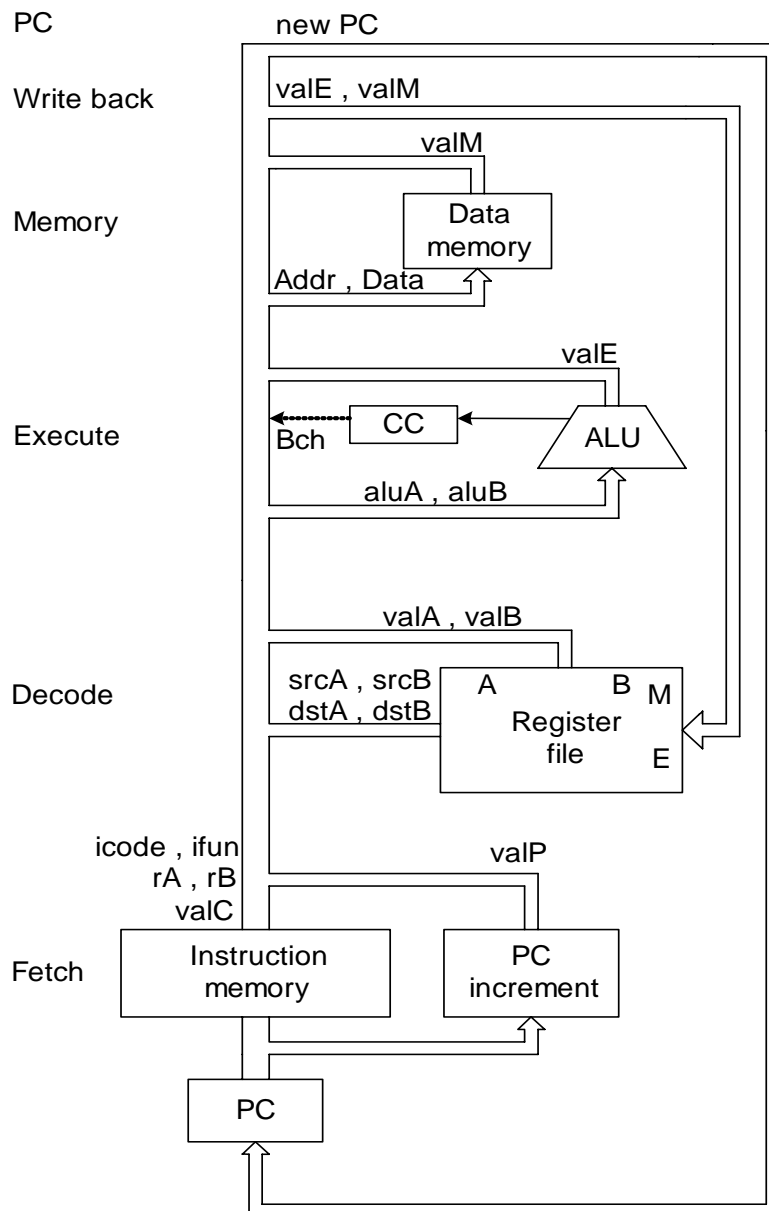 PC
new PC
Write back
valE , valM
valM
Memory
Data
memory
Addr , Data
valE
Execute
CC
Bch
ALU
aluA , aluB
valA , valB
Decode
srcA , srcB
dstA , dstB
A
B
M
Register
file
E
icode , ifun
rA , rB
valC
valP
Fetch
Instruction
memory
PC
increment
PC